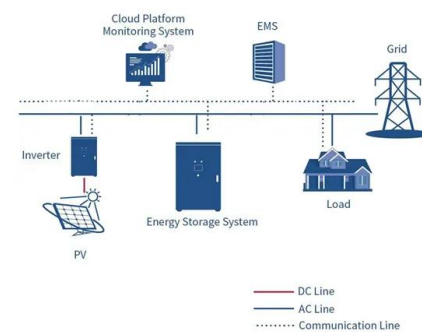 Cloud Platform
Monitoring System
EMS
Grid
Inverter
Energy Storage System
Load
PV
DC Line
AC Line
Communication Line